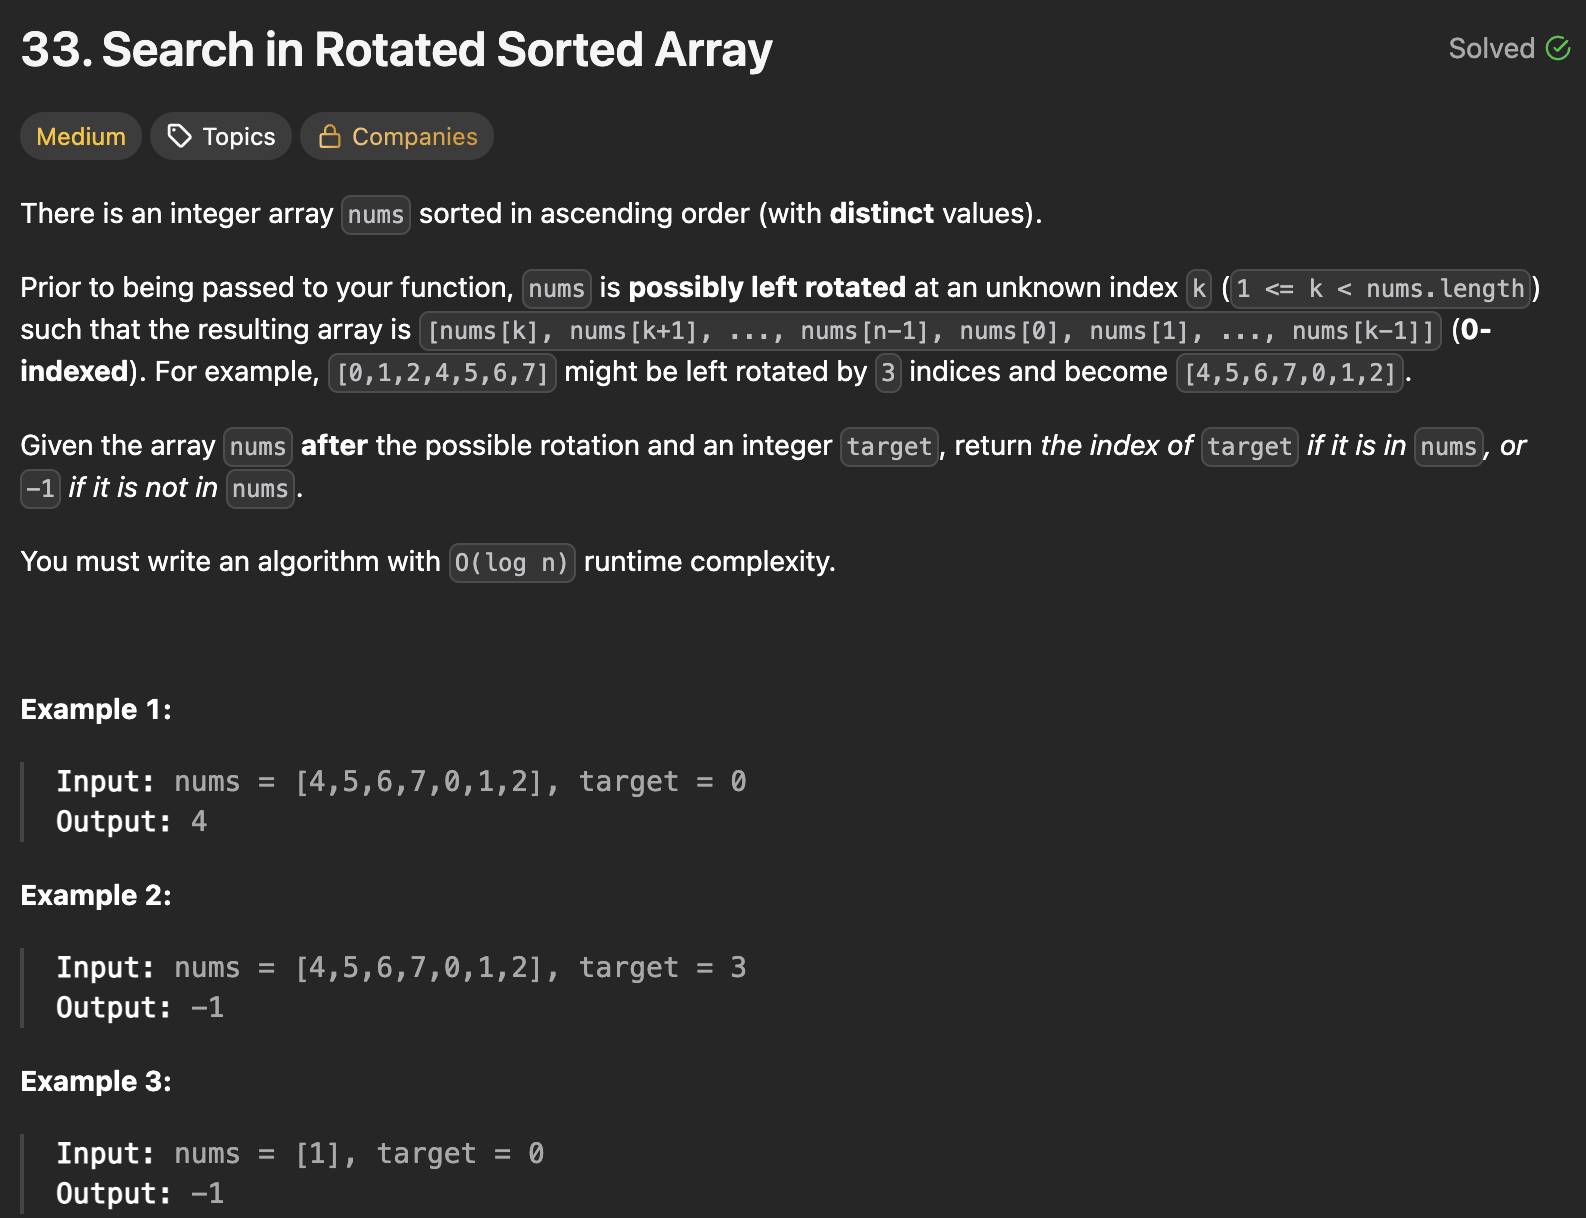 33. Search in Rotated Sorted Array
Solved
Medium Topics Companies
There is an integer array nums sorted in ascending order (with distinct values).
Prior to being passed to your function, nums is possibly left rotated at an unknown index k (1 <= k < nums.length)
such that the resulting array is [nums[k], nums[k+1], ..., nums[n-1], nums[0], nums[1], ..., nums[k-1]] (0-
indexed). For example, [0,1,2,4,5,6,7] might be left rotated by 3 indices and become [4,5,6,7,0,1,2].
Given the array nums after the possible rotation and an integer target, return the index of target if it is in nums, or
-1 if it is not in nums.
You must write an algorithm with O(log n) runtime complexity.
Example 1:
Input: nums = [4,5,6,7,0,1,2], target = 0
Output: 4
Example 2:
Input: nums = [4,5,6,7,0,1,2], target = 3
Output: -1
Example 3:
Input: nums = [1], target = 0
Output: -1